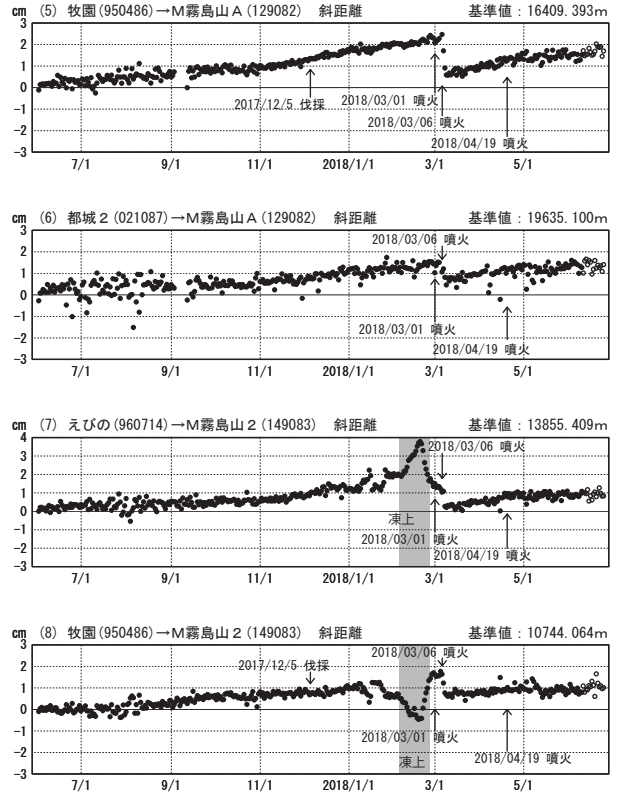 cm (5) 牧園(950486)→M霧島山A(129082) 斜距離 基準値：16409.393m
3
2
1
0
-1
-2
-3
2017/12/5 伐採
2018/03/01 噴火
2018/03/06 噴火
2018/04/19 噴火
7/1 9/1 11/1 2018/1/1 3/1 5/1
cm (6) 都城２(021087)→M霧島山A(129082) 斜距離 基準値：19635.100m
3
2
1
0
-1
-2
-3
2018/03/06 噴火
2018/03/01 噴火
2018/04/19 噴火
7/1 9/1 11/1 2018/1/1 3/1 5/1
cm (7) えびの(960714)→M霧島山２(149083) 斜距離 基準値：13855.409m
4
3
2
1
0
-1
-2
-3
2018/03/06 噴火
凍上
2018/03/01 噴火
2018/04/19 噴火
7/1 9/1 11/1 2018/1/1 3/1 5/1
cm (8) 牧園(950486)→M霧島山２(149083) 斜距離 基準値：10744.064m
3
2
1
0
-1
-2
-3
2018/03/06 噴火
2017/12/5 伐採
2018/03/01 噴火
2018/04/19 噴火
凍上
7/1 9/1 11/1 2018/1/1 3/1 5/1